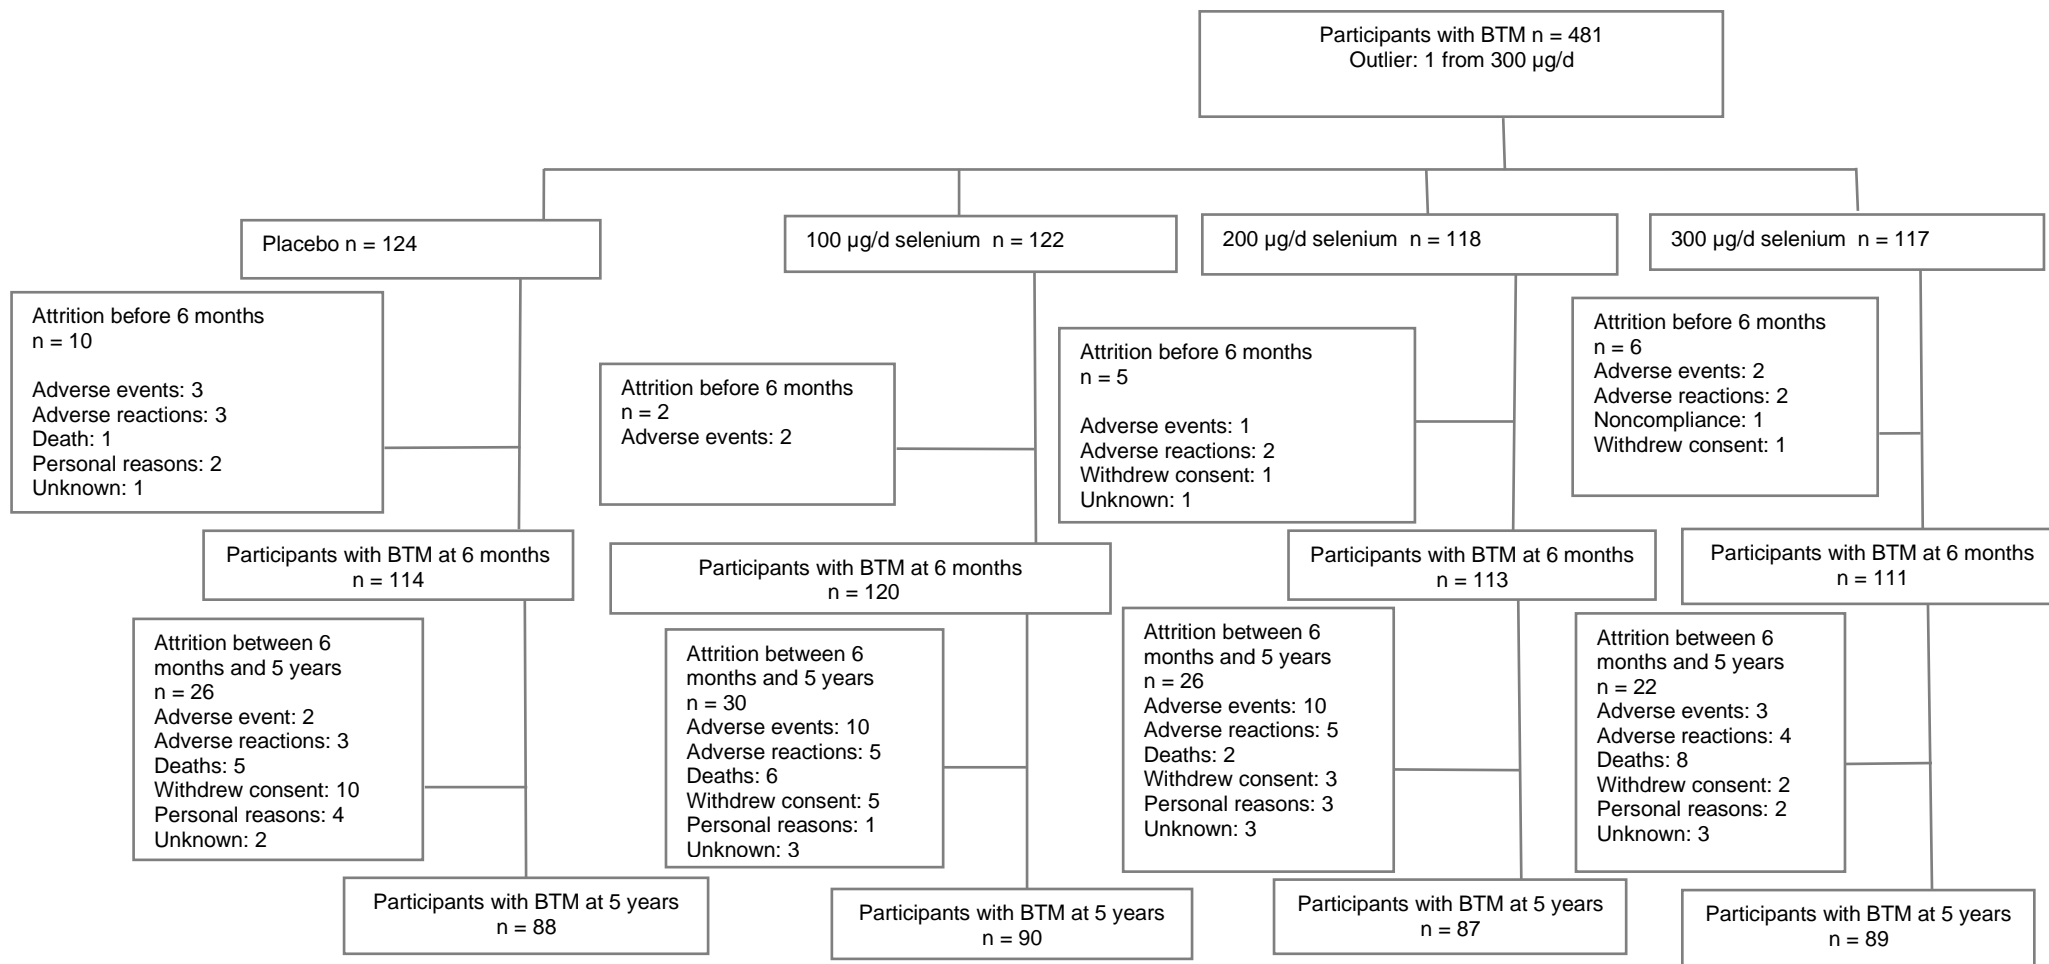 Participants with BTM n = 481
Outlier: 1 from 300 µg/d
Placebo n = 124
100 µg/d selenium  n = 122
200 µg/d selenium  n = 118
300 µg/d selenium  n = 117
Attrition before 6 months
n = 10
Adverse events: 3
Adverse reactions: 3
Death: 1
Personal reasons: 2
Unknown: 1
Attrition before 6 months
n = 2
Adverse events: 2
Attrition before 6 months
n = 5
Adverse events: 1
Adverse reactions: 2
Withdrew consent: 1
Unknown: 1
Attrition before 6 months
n = 6
Adverse events: 2
Adverse reactions: 2
Noncompliance: 1
Withdrew consent: 1
Participants with BTM at 6 months
n = 114
Participants with BTM at 6 months
n = 120
Participants with BTM at 6 months
n = 113
Participants with BTM at 6 months
n = 111
Attrition between 6
months and 5 years
n = 26
Adverse event: 2
Adverse reactions: 3
Deaths: 5
Withdrew consent: 10
Personal reasons: 4
Unknown: 2
Attrition between 6
months and 5 years
n = 30
Adverse events: 10
Adverse reactions: 5
Deaths: 6
Withdrew consent: 5
Personal reasons: 1
Unknown: 3
Attrition between 6
months and 5 years
n = 26
Adverse events: 10
Adverse reactions: 5
Deaths: 2
Withdrew consent: 3
Personal reasons: 3
Unknown: 3
Attrition between 6
months and 5 years
n = 22
Adverse events: 3
Adverse reactions: 4
Deaths: 8
Withdrew consent: 2
Personal reasons: 2
Unknown: 3
Participants with BTM at 5 years
n = 88
Participants with BTM at 5 years
n = 90
Participants with BTM at 5 years
n = 87
Participants with BTM at 5 years
n = 89